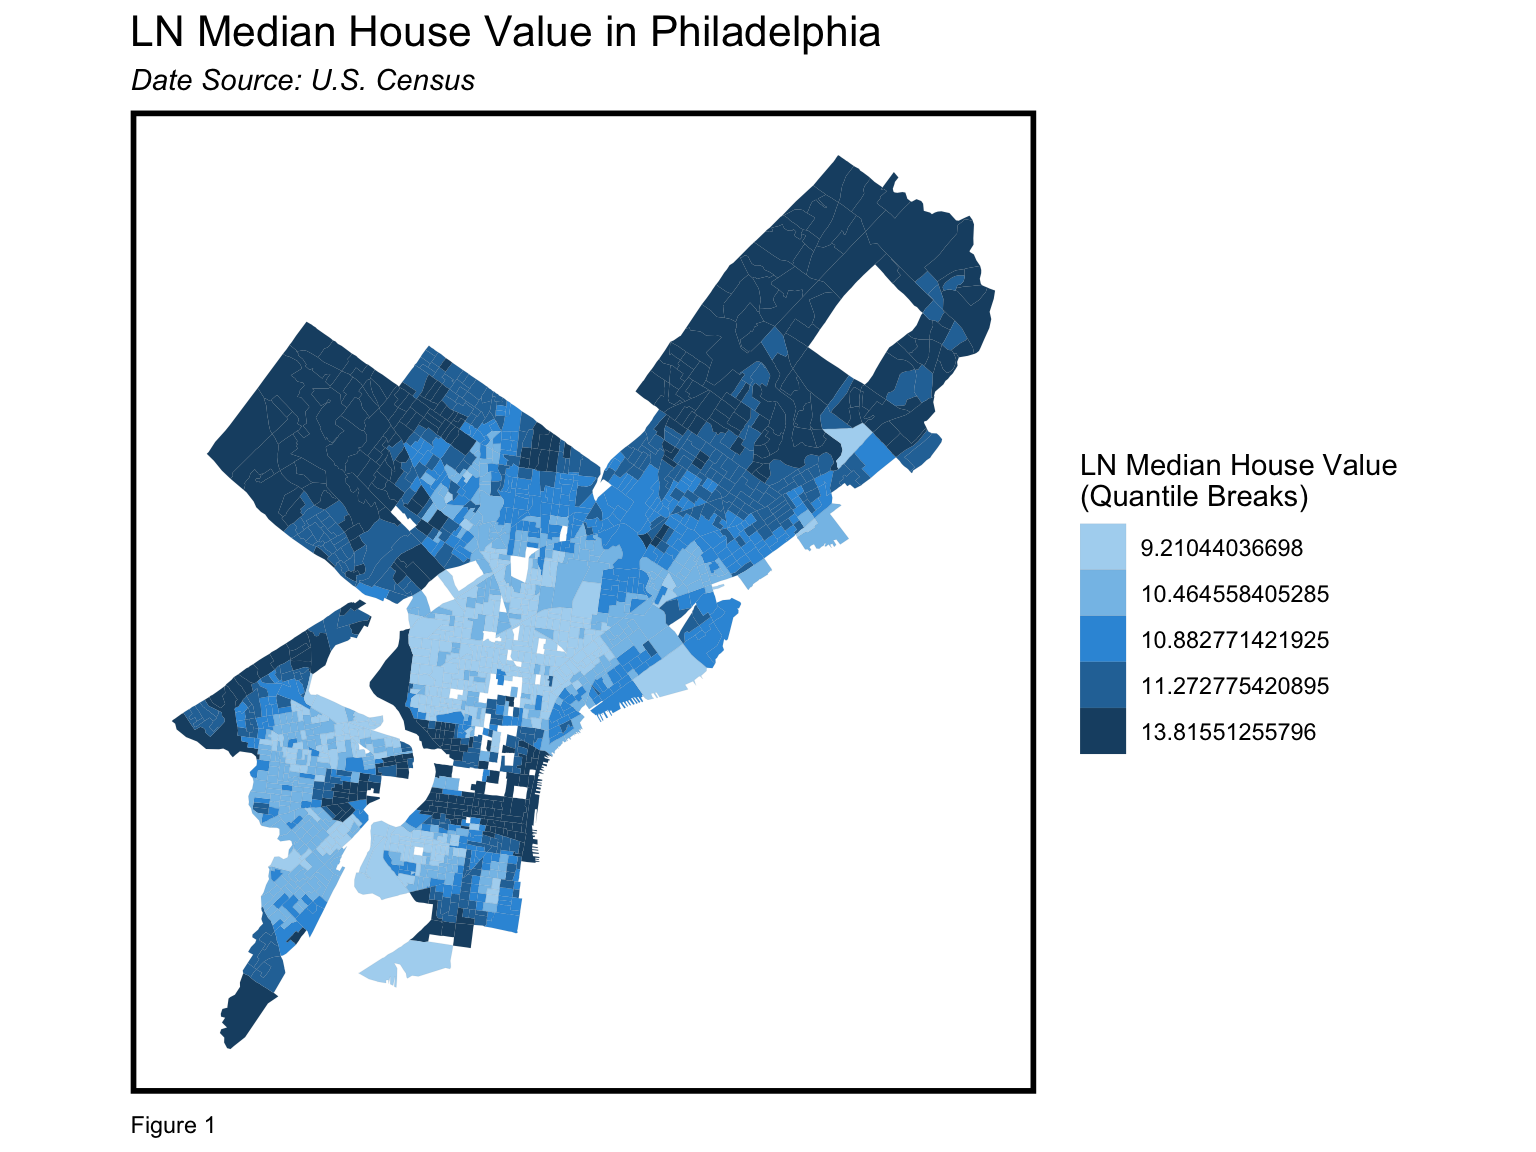 LN Median House Value in Philadelphia
Date Source: U.S. Census
LN Median House Value
(Quantile Breaks)
9.21044036698
10.464558405285
10.882771421925
11.272775420895
13.81551255796
Figure 1